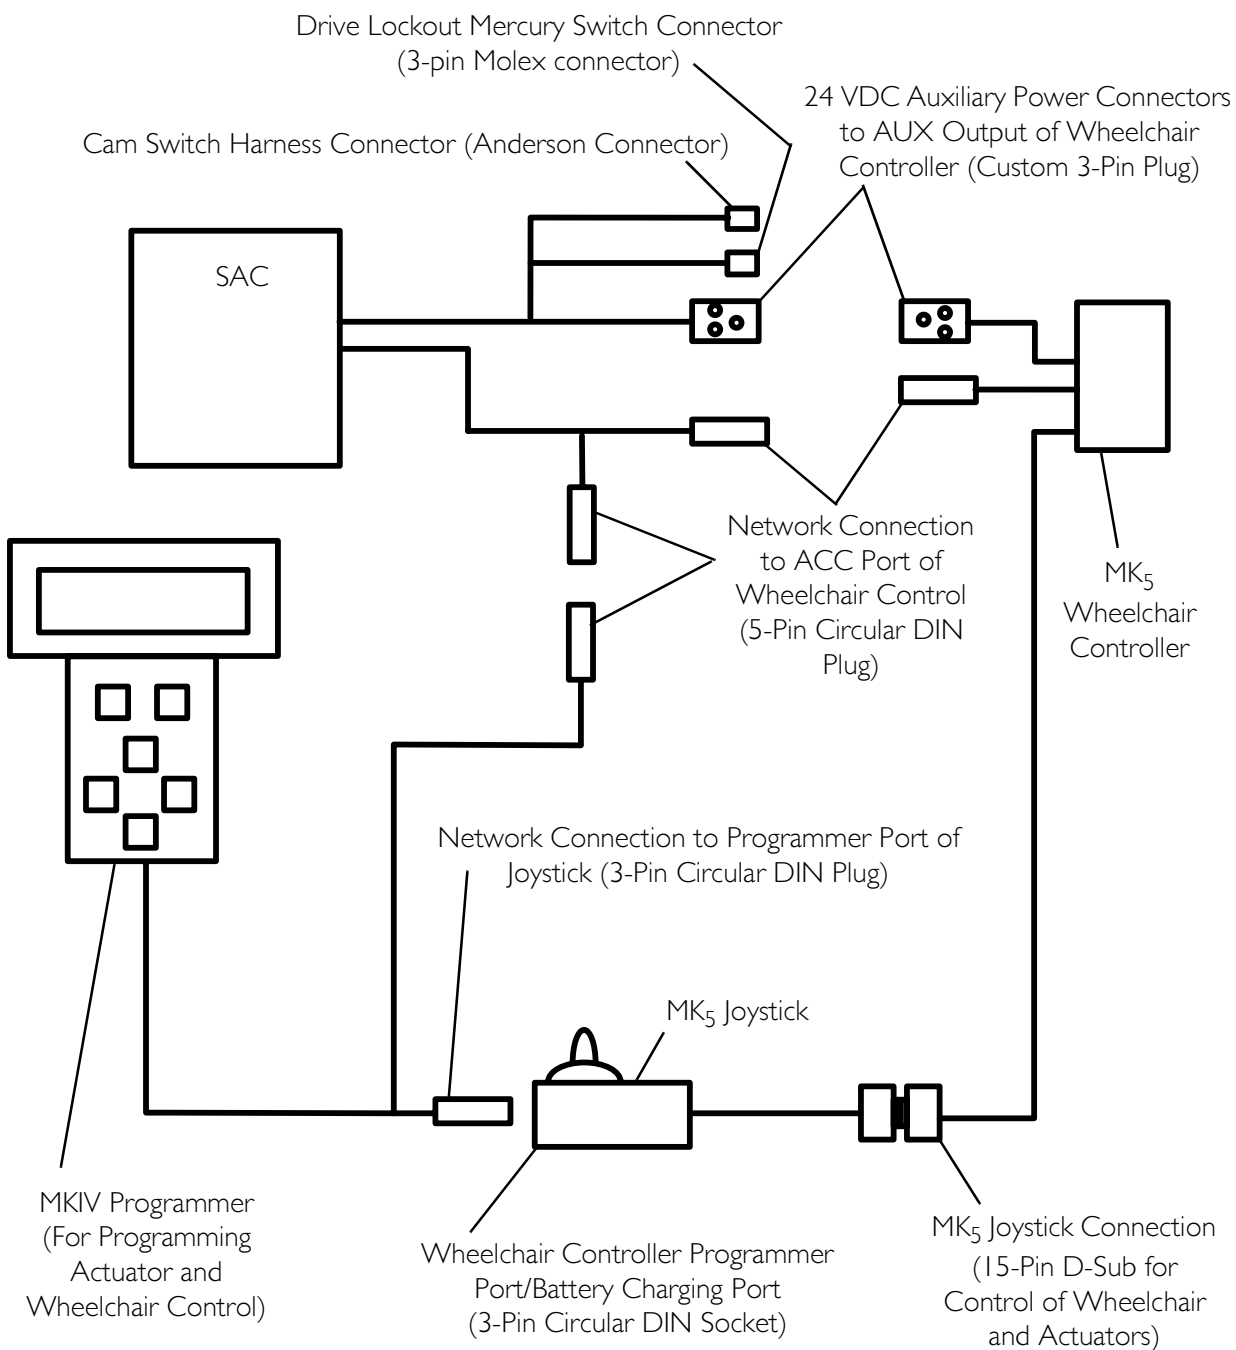 Drive Lockout Mercury Switch Connector
(3-pin Molex connector)
24 VDC Auxiliary Power Connectors
to AUX Output of Wheelchair
Controller (Custom 3-Pin Plug)
Cam Switch Harness Connector (Anderson Connector)
SAC
Network Connection
to ACC Port of
Wheelchair Control
(5-Pin Circular DIN
Plug)
MK5
Wheelchair
Controller
Network Connection to Programmer Port of
Joystick (3-Pin Circular DIN Plug)
MK5 Joystick
MKIV Programmer
(For Programming
Actuator and
Wheelchair Control)
Wheelchair Controller Programmer
Port/Battery Charging Port
(3-Pin Circular DIN Socket)
MK5 Joystick Connection
(15-Pin D-Sub for
Control of Wheelchair
and Actuators)